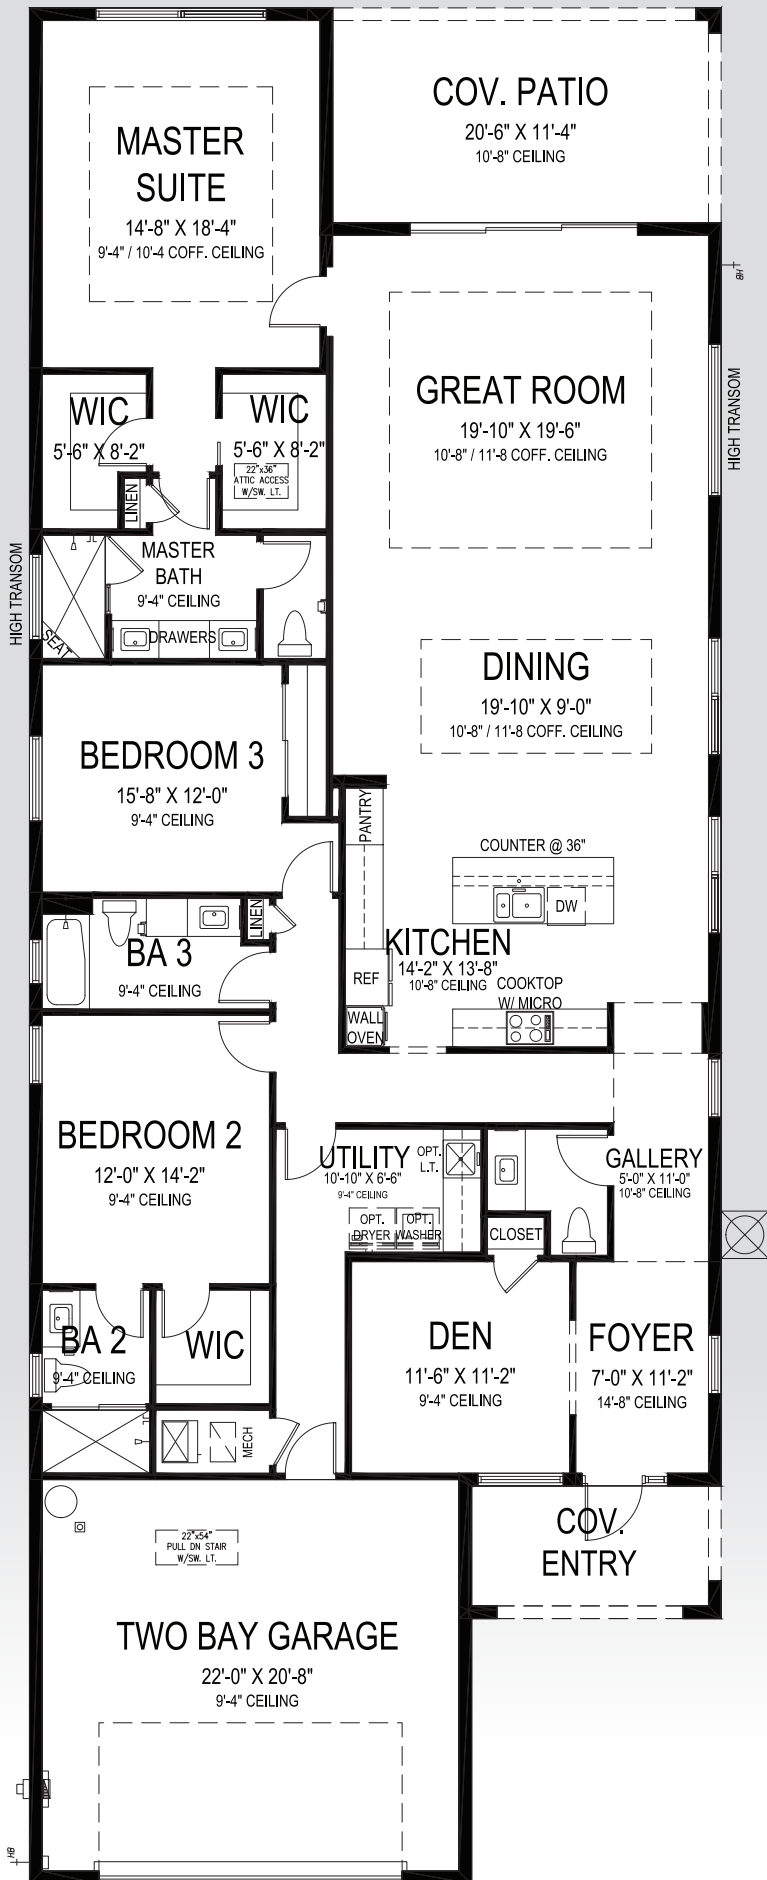 COV. PATIO
20'-6" X 11'-4"
10'-8" CEILING
MASTER
SUITE
14'-8" X 18'-4"
9'-4" / 10'-4 COFF. CEILING
HB
GREAT ROOM
19'-10" X 19'-6"
10'-8" / 11'-8 COFF. CEILING
HIGH TRANSOM
WIC
5'-6" X 8'-2"
WIC
5'-6" X 8'-2"
22"x36"
ATTIC ACCESS
W/SW. LT.
LINEN
MASTER
BATH
9'-4" CEILING
HIGH TRANSOM
SEAT
DRAWERS
DINING
19'-10" X 9'-0"
10'-8" / 11'-8 COFF. CEILING
BEDROOM 3
15'-8" X 12'-0"
9'-4" CEILING
PANTRY
COUNTER @ 36"
DW
LINEN
BA 3
9'-4" CEILING
KITCHEN
14'-2" X 13'-8"
10'-8" CEILING
REF
COOKTOP
W/ MICRO
WALL
OVEN
BEDROOM 2
12'-0" X 14'-2"
9'-4" CEILING
UTILITY
10'-10" X 6'-6"
9'-4" CEILING
OPT.
L.T.
OPT.
DRYER
OPT.
WASHER
GALLERY
5'-0" X 11'-0"
10'-8" CEILING
CLOSET
BA 2
9'-4" CEILING
WIC
DEN
11'-6" X 11'-2"
9'-4" CEILING
FOYER
7'-0" X 11'-2"
14'-8" CEILING
MECH
COV.
ENTRY
22"x54"
PULL DN STAIR
W/SW. LT.
TWO BAY GARAGE
22'-0" X 20'-8"
9'-4" CEILING
HB